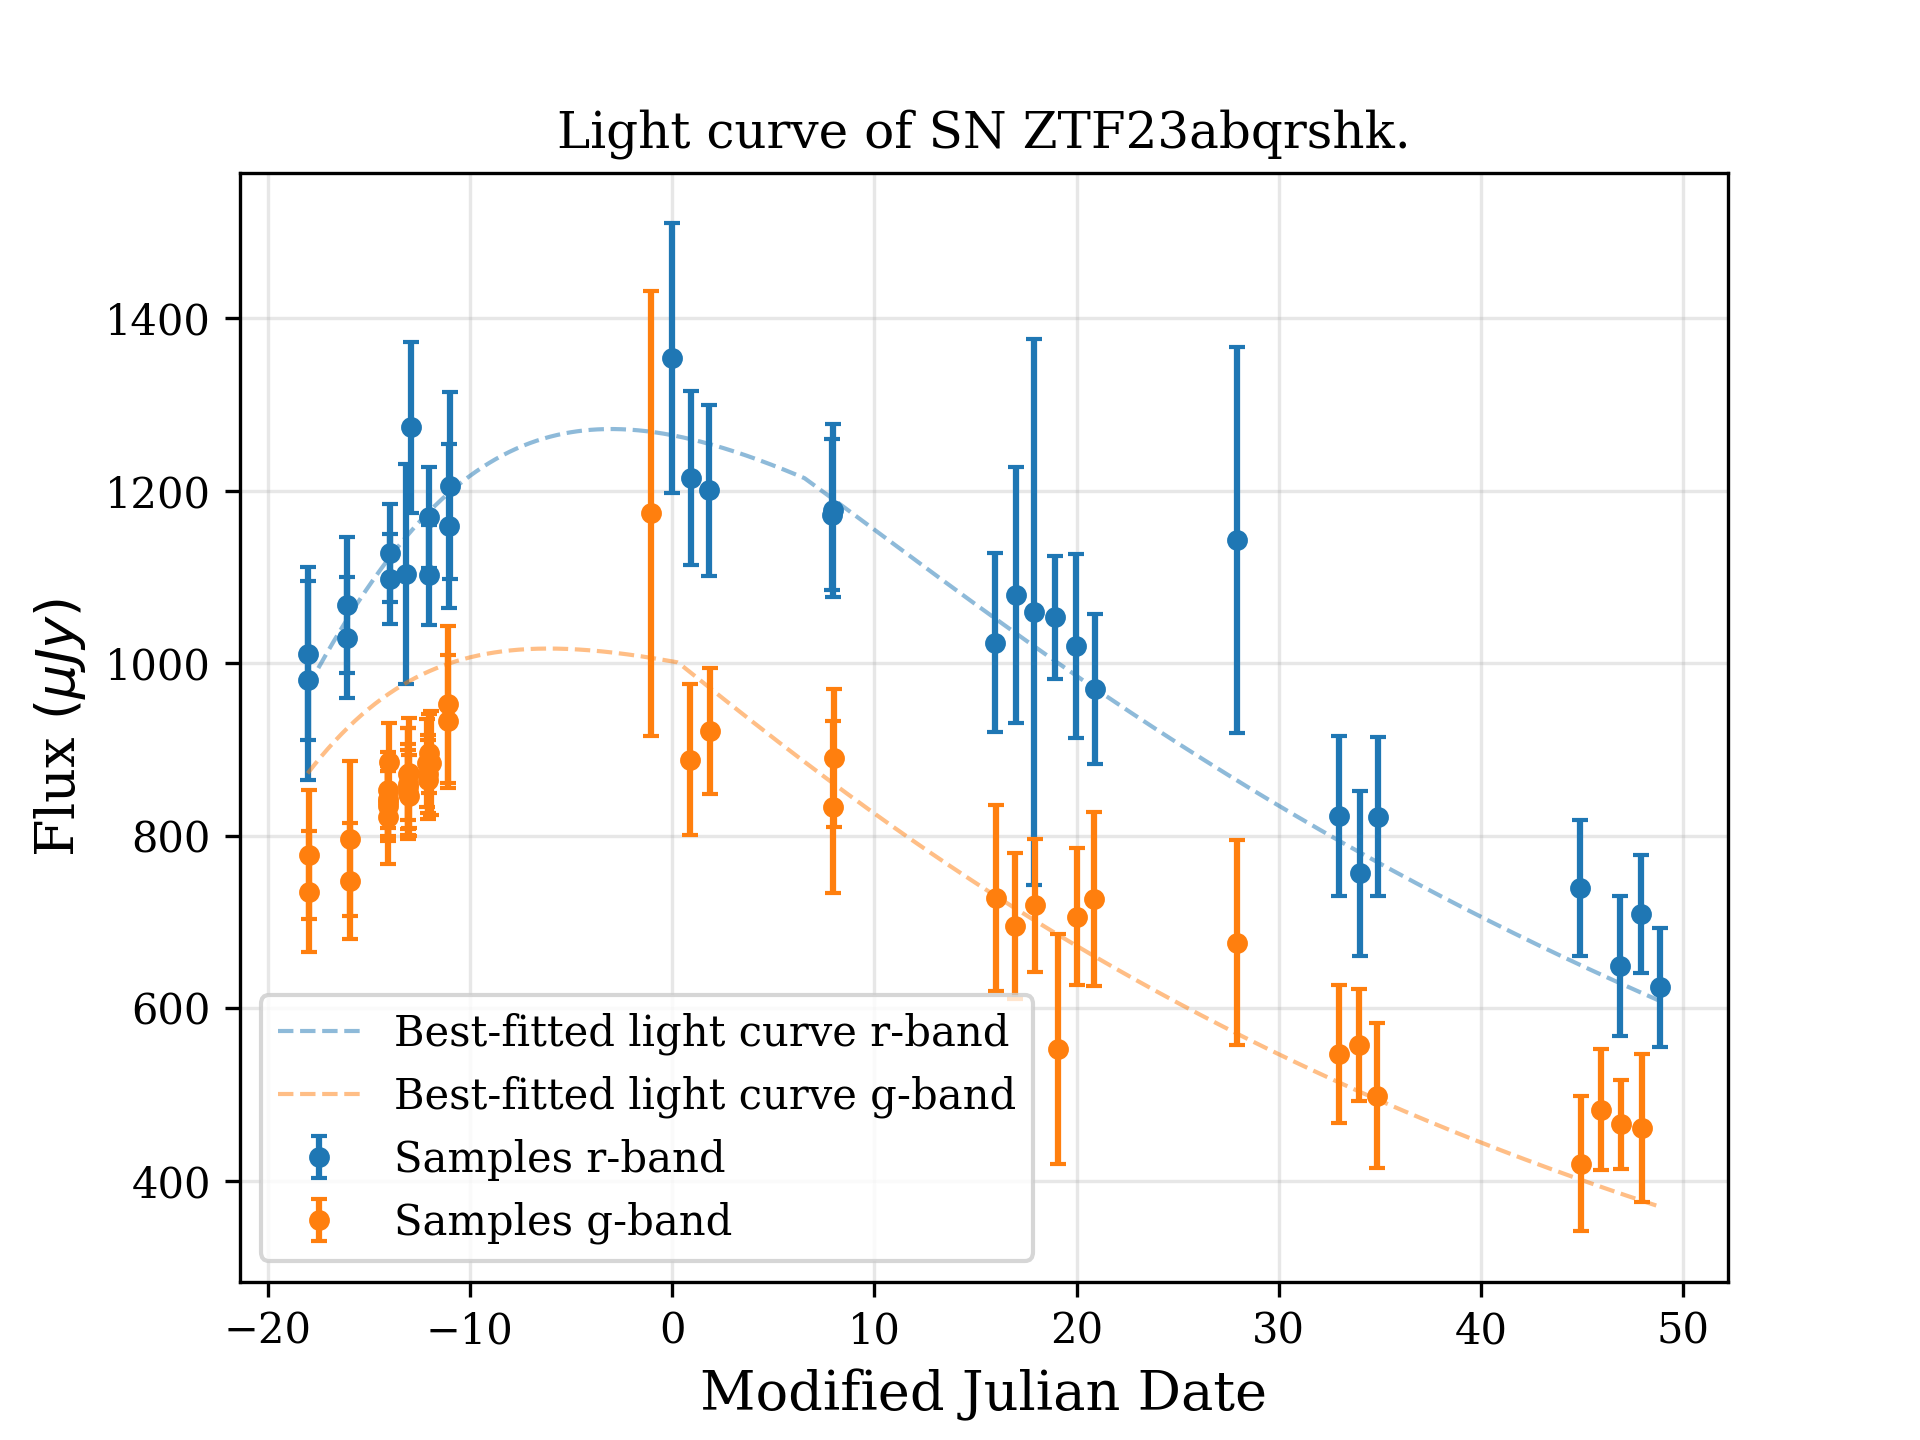 Light curve of SN ZTF23abqrshk.
Flux (μJy)
1400
1200
1000
800
600
400
Best-fitted light curve r-band
Best-fitted light curve g-band
Samples r-band
Samples g-band
−20 −10 0 10 20 30 40 50
Modified Julian Date